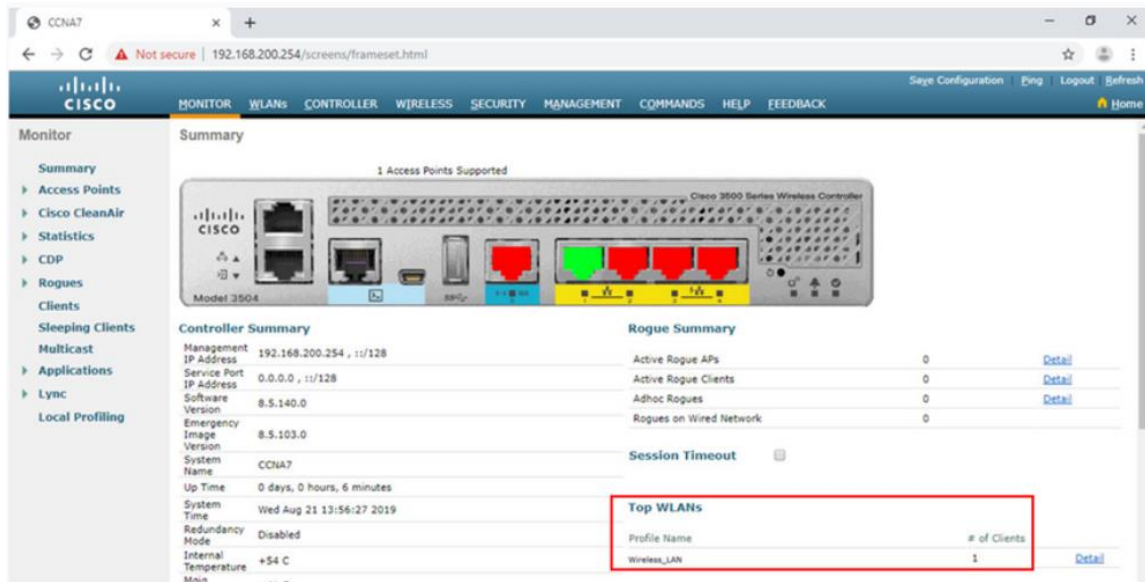 CCNA7
Not secure | 192.168.200.254/screens/frameset.html
Save Configuration Ping Logout Refresh
CISCO MONITOR WLANs CONTROLLER WIRELESS SECURITY MANAGEMENT COMMANDS HELP FEEDBACK Home
Monitor
Summary
Access Points
Cisco CleanAir
Statistics
CDP
Rogues
Clients
Sleeping Clients
Multicast
Applications
Lync
Local Profiling
Summary
1 Access Points Supported
Cisco 3500 Series Wireless Controller
CISCO
Model 3504
Controller Summary
Management IP Address 192.168.200.254 , ::/128
Service Port IP Address 0.0.0.0 , ::/128
Software Version 8.5.140.0
Emergency Image Version 8.5.103.0
System Name CCNA7
Up Time 0 days, 0 hours, 6 minutes
System Time Wed Aug 21 13:56:27 2019
Redundancy Mode Disabled
Internal Temperature +54 C
Rogue Summary
Active Rogue APs 0 Detail
Active Rogue Clients 0 Detail
Adhoc Rogues 0 Detail
Rogues on Wired Network 0
Session Timeout
Top WLANs
Profile Name # of Clients
Wireless_LAN 1 Detail